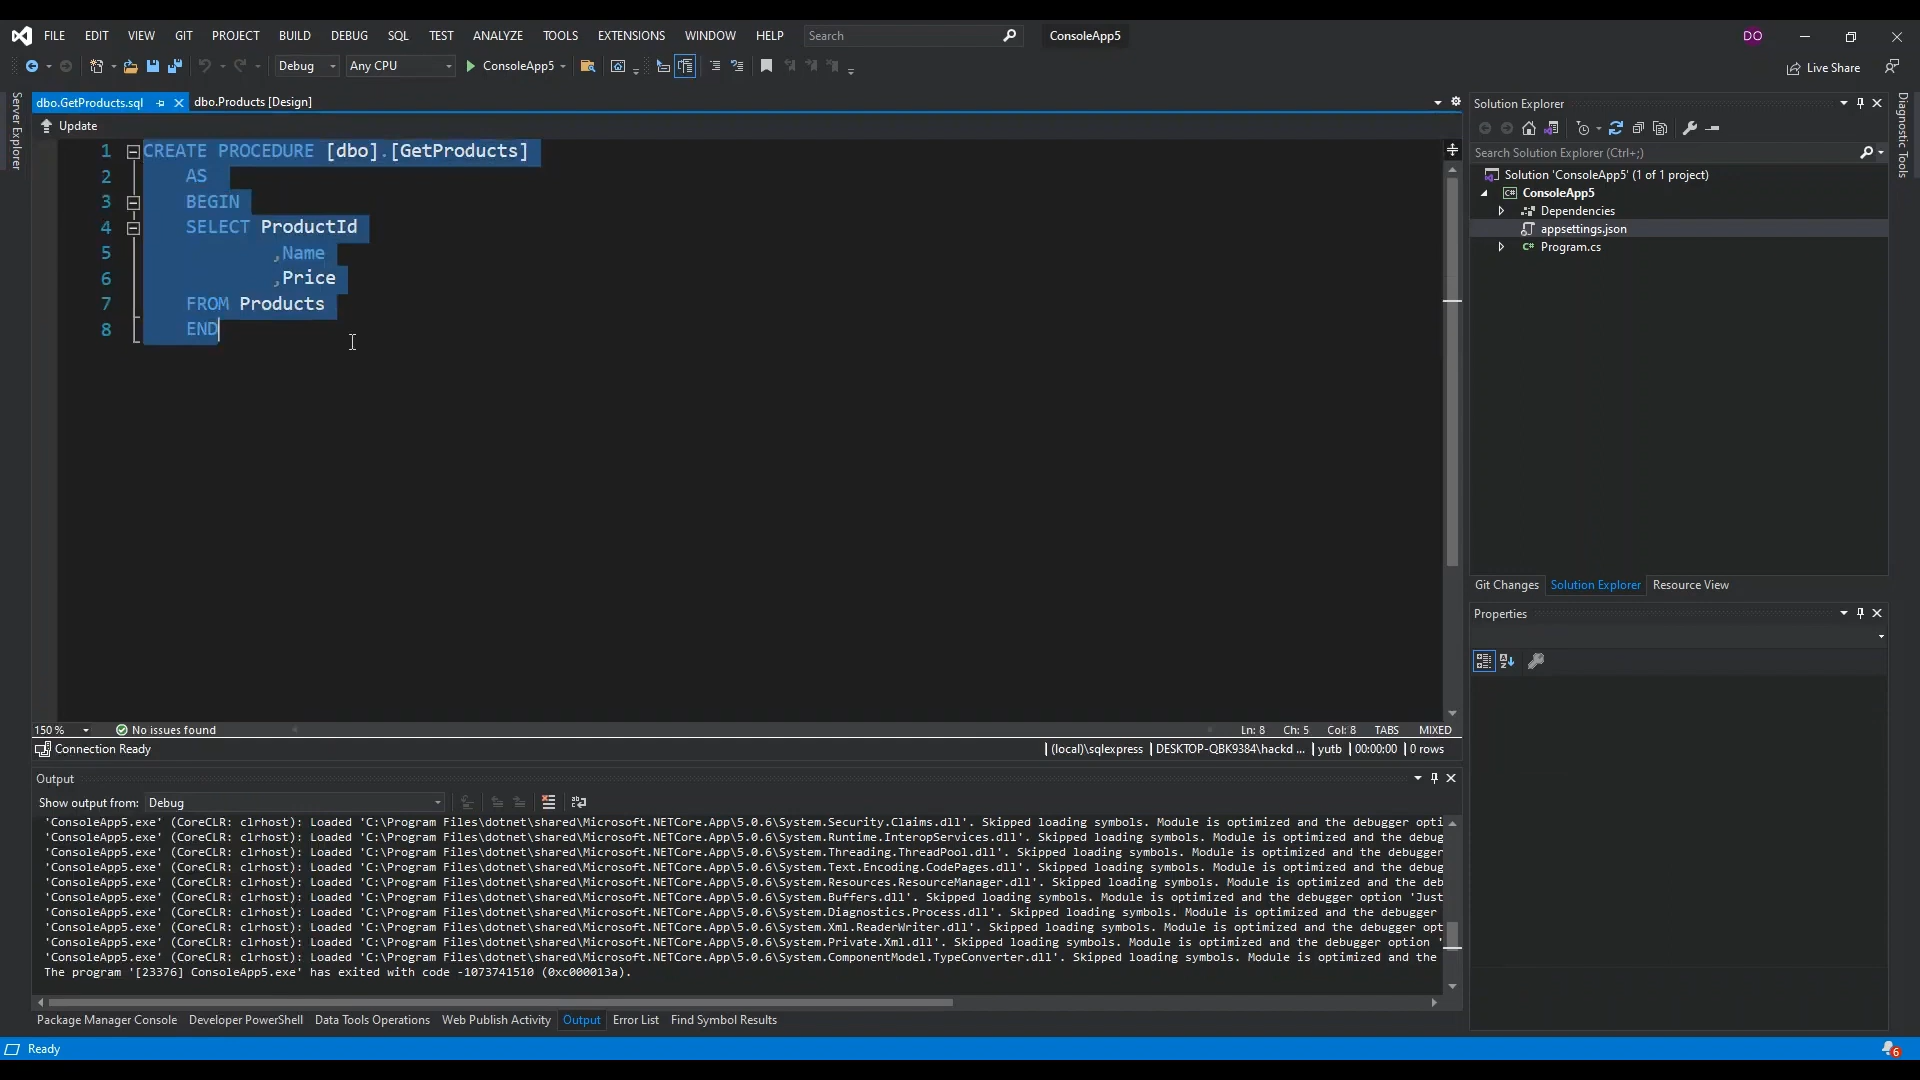 FILE EDIT VIEW GIT PROJECT BUILD DEBUG SQL TEST ANALYZE TOOLS EXTENSIONS WINDOW HELP Search ConsoleApp5 DO
Debug Any CPU ConsoleApp5 Live Share
Server Explorer
dbo.GetProducts.sql dbo.Products [Design]
Update
1 CREATE PROCEDURE [dbo].[GetProducts]
2 AS
3 BEGIN
4 SELECT ProductId
5 ,Name
6 ,Price
7 FROM Products
8 END
150 % No issues found Ln: 8 Ch: 5 Col: 8 TABS MIXED
Connection Ready (local)\sqlexpress DESKTOP-QBK9384\hackd ... yutb 00:00:00 0 rows
Output
Show output from: Debug
'ConsoleApp5.exe' (CoreCLR: clrhost): Loaded 'C:\Program Files\dotnet\shared\Microsoft.NETCore.App\5.0.6\System.Security.Claims.dll'. Skipped loading symbols. Module is optimized and the debugger opti
'ConsoleApp5.exe' (CoreCLR: clrhost): Loaded 'C:\Program Files\dotnet\shared\Microsoft.NETCore.App\5.0.6\System.Runtime.InteropServices.dll'. Skipped loading symbols. Module is optimized and the debug
'ConsoleApp5.exe' (CoreCLR: clrhost): Loaded 'C:\Program Files\dotnet\shared\Microsoft.NETCore.App\5.0.6\System.Threading.ThreadPool.dll'. Skipped loading symbols. Module is optimized and the debugger
'ConsoleApp5.exe' (CoreCLR: clrhost): Loaded 'C:\Program Files\dotnet\shared\Microsoft.NETCore.App\5.0.6\System.Text.Encoding.CodePages.dll'. Skipped loading symbols. Module is optimized and the debug
'ConsoleApp5.exe' (CoreCLR: clrhost): Loaded 'C:\Program Files\dotnet\shared\Microsoft.NETCore.App\5.0.6\System.Resources.ResourceManager.dll'. Skipped loading symbols. Module is optimized and the deb
'ConsoleApp5.exe' (CoreCLR: clrhost): Loaded 'C:\Program Files\dotnet\shared\Microsoft.NETCore.App\5.0.6\System.Buffers.dll'. Skipped loading symbols. Module is optimized and the debugger option 'Just
'ConsoleApp5.exe' (CoreCLR: clrhost): Loaded 'C:\Program Files\dotnet\shared\Microsoft.NETCore.App\5.0.6\System.Diagnostics.Process.dll'. Skipped loading symbols. Module is optimized and the debugger
'ConsoleApp5.exe' (CoreCLR: clrhost): Loaded 'C:\Program Files\dotnet\shared\Microsoft.NETCore.App\5.0.6\System.Xml.ReaderWriter.dll'. Skipped loading symbols. Module is optimized and the debugger opt
'ConsoleApp5.exe' (CoreCLR: clrhost): Loaded 'C:\Program Files\dotnet\shared\Microsoft.NETCore.App\5.0.6\System.Private.Xml.dll'. Skipped loading symbols. Module is optimized and the debugger option '
'ConsoleApp5.exe' (CoreCLR: clrhost): Loaded 'C:\Program Files\dotnet\shared\Microsoft.NETCore.App\5.0.6\System.ComponentModel.TypeConverter.dll'. Skipped loading symbols. Module is optimized and the
The program '[23376] ConsoleApp5.exe' has exited with code -1073741510 (0xc000013a).
Package Manager Console Developer PowerShell Data Tools Operations Web Publish Activity Output Error List Find Symbol Results
Solution Explorer
Search Solution Explorer (Ctrl+;)
Solution 'ConsoleApp5' (1 of 1 project)
ConsoleApp5
Dependencies
appsettings.json
Program.cs
Git Changes Solution Explorer Resource View
Properties
Diagnostic Tools
Ready 6